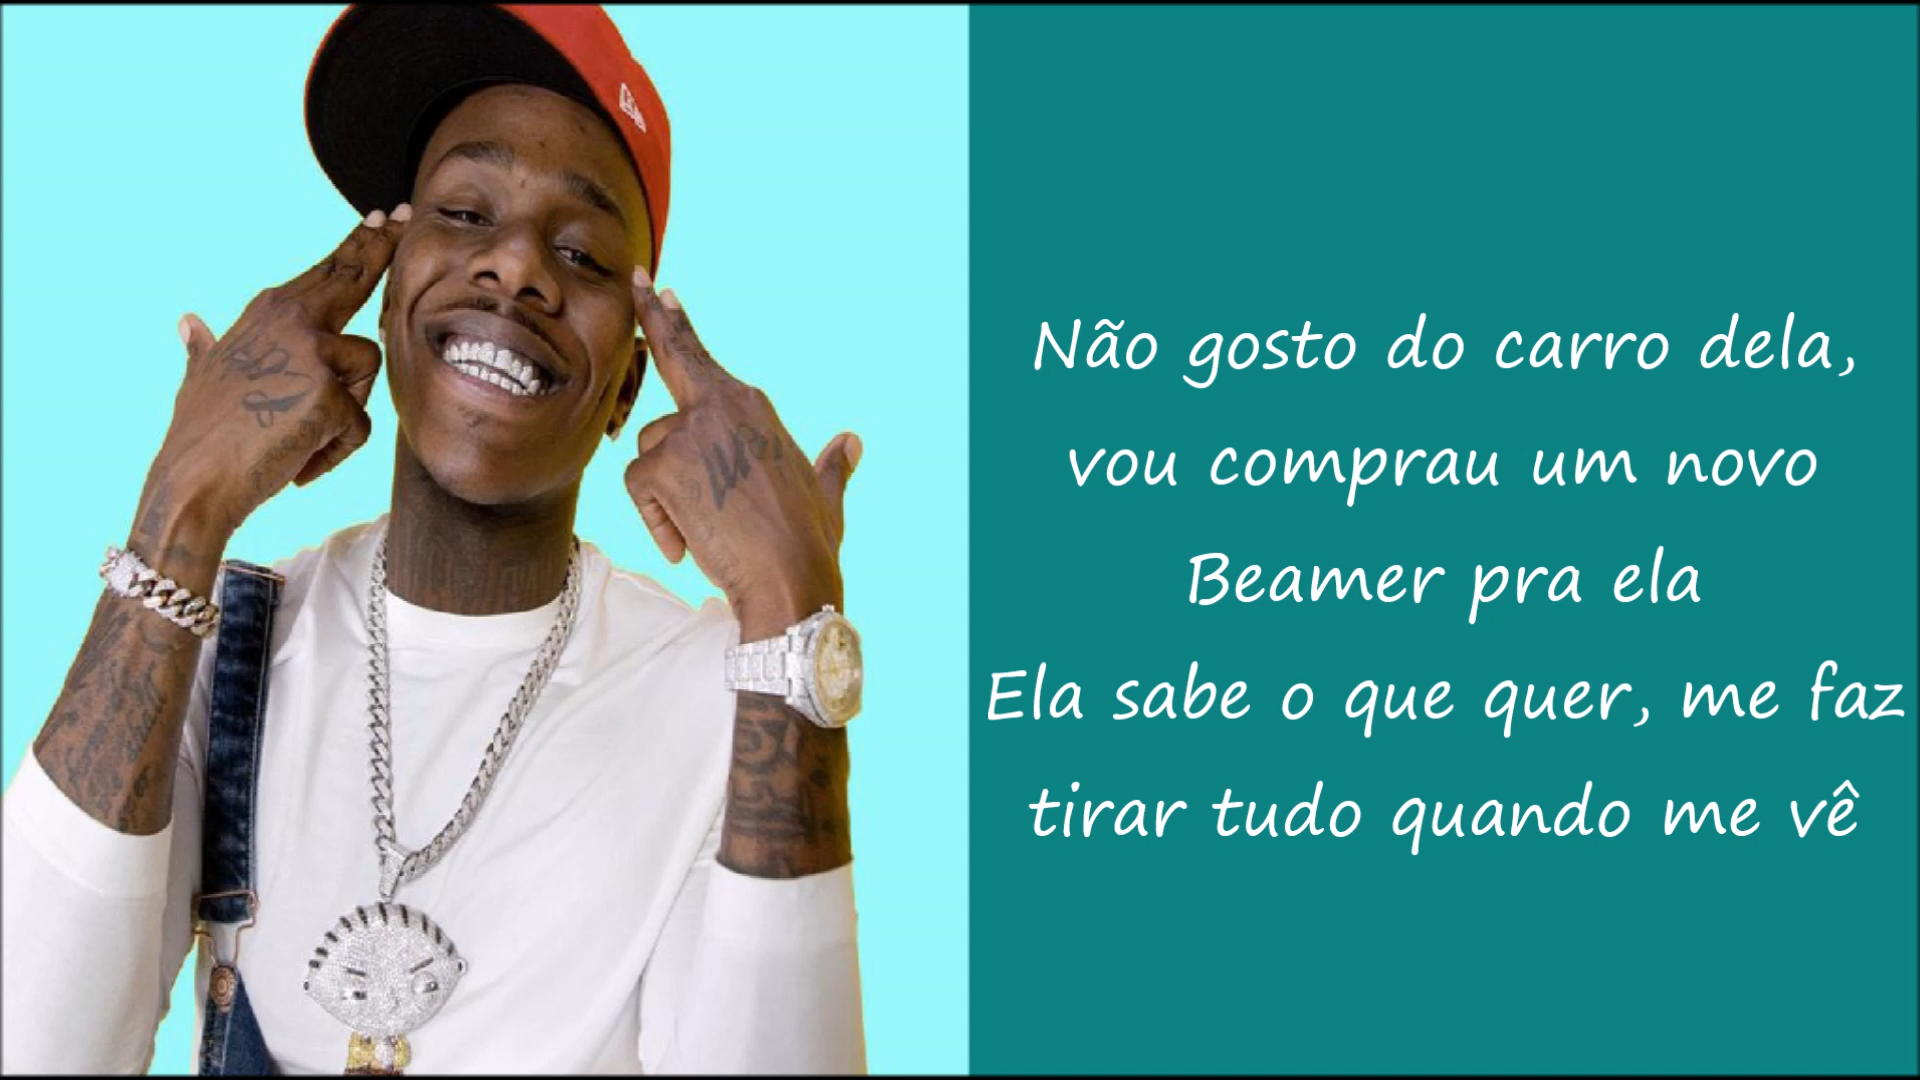 Não gosto do carro dela,
vou comprau um novo
Beamer pra ela
Ela sabe o que quer, me faz
tirar tudo quando me vê